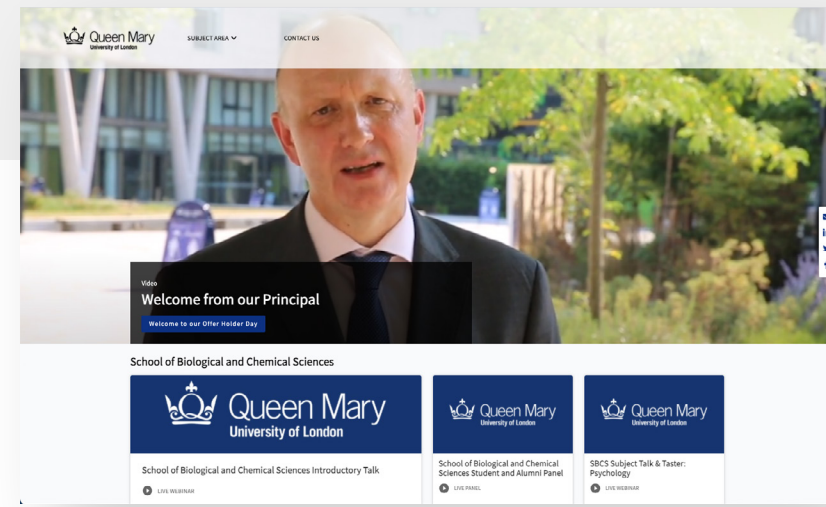 Queen Mary
University of London
SUBJECT AREA
CONTACT US
Video
Welcome from our Principal
Welcome to our Offer Holder Day
School of Biological and Chemical Sciences
Queen Mary
University of London
School of Biological and Chemical Sciences Introductory Talk
LIVE WEBINAR
Queen Mary
University of London
School of Biological and Chemical
Sciences Student and Alumni Panel
LIVE PANEL
Queen Mary
University of London
SBCS Subject Talk & Taster:
Psychology
LIVE WEBINAR